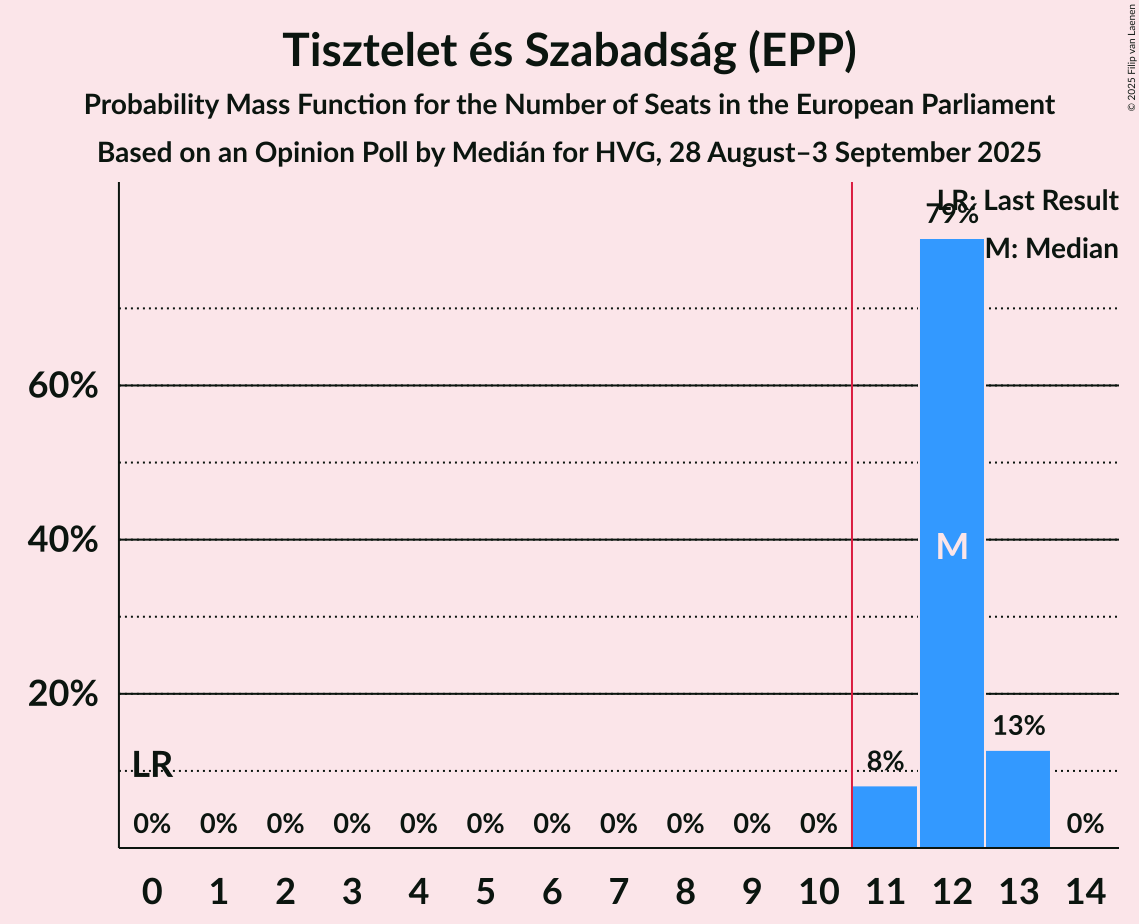 Tisztelet és Szabadság (EPP)
Probability Mass Function for the Number of Seats in the European Parliament
Based on an Opinion Poll by Medián for HVG, 28 August–3 September 2025
© 2025 Filip van Laenen
LR: Last Result
79%
M: Median
60%
40%
M
20%
13%
LR
8%
0% 0% 0% 0% 0% 0% 0% 0% 0% 0% 0% 0%
0 1 2 3 4 5 6 7 8 9 10 11 12 13 14